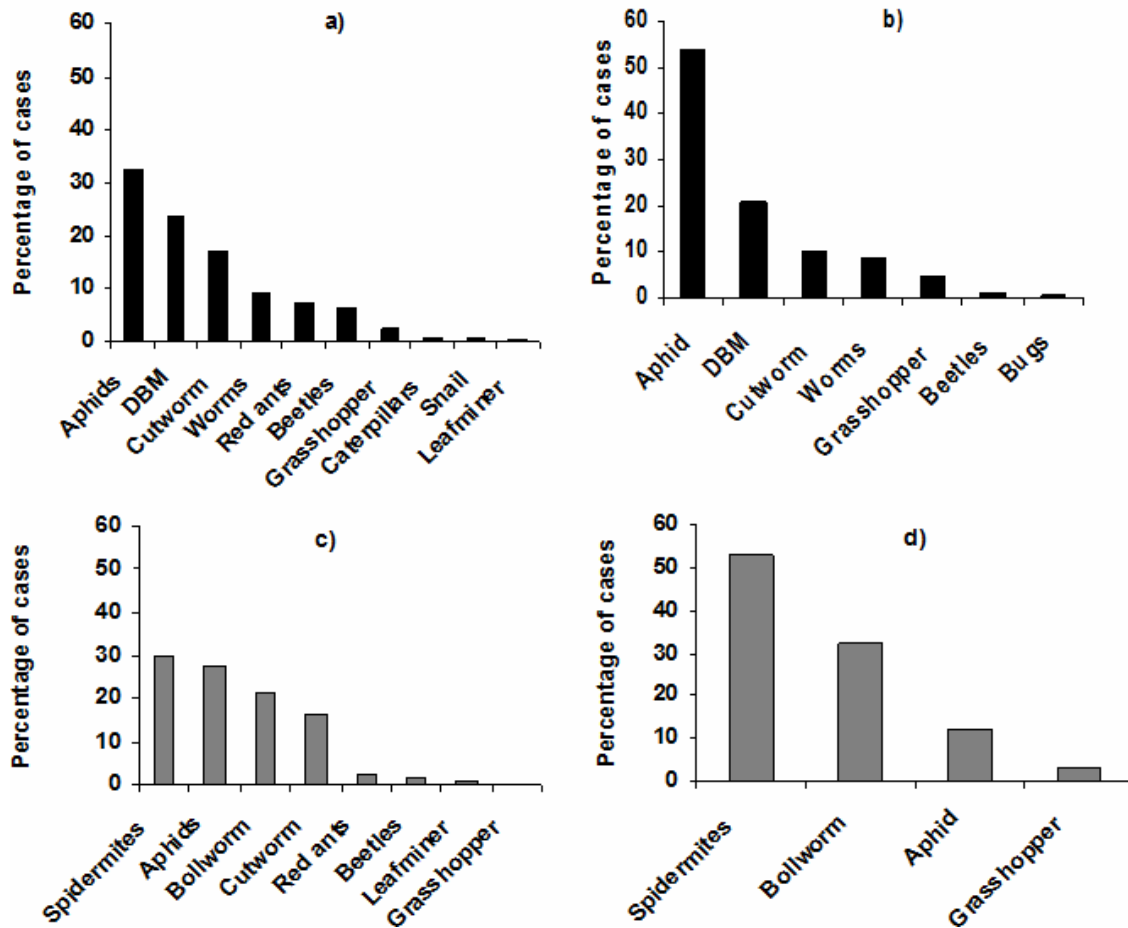 a)
Percentage of cases
60
50
40
30
20
10
0
Aphids
DBM
Cutworm
Worms
Red ants
Beetles
Grasshopper
Caterpillars
Snail
Leafminer
b)
Percentage of cases
60
50
40
30
20
10
0
Aphid
DBM
Cutworm
Worms
Grasshopper
Beetles
Bugs
c)
Percentage of cases
60
50
40
30
20
10
0
Spidermites
Aphids
Bollworm
Cutworm
Red ants
Beetles
Leafminer
Grasshopper
d)
Percentage of cases
60
50
40
30
20
10
0
Spidermites
Bollworm
Aphid
Grasshopper